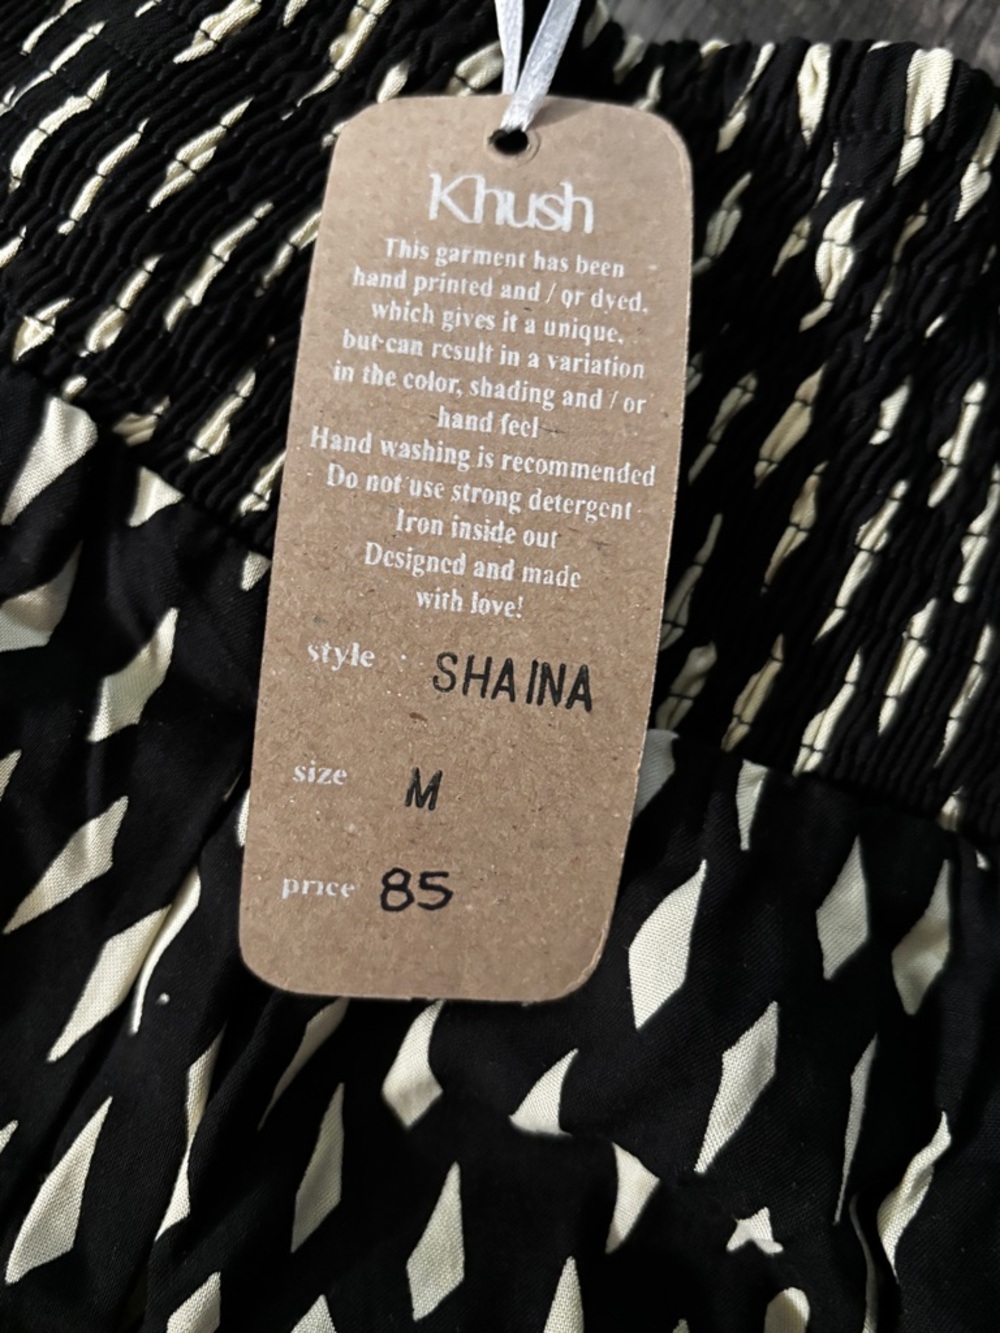 Khush
This garment has been
hand printed and / or dyed,
which gives it a unique,
but can result in a variation
in the color, shading and / or
hand feel
Hand washing is recommended
Do not use strong detergent
Iron inside out
Designed and made
with love!
style SHAINA
size M
price 85